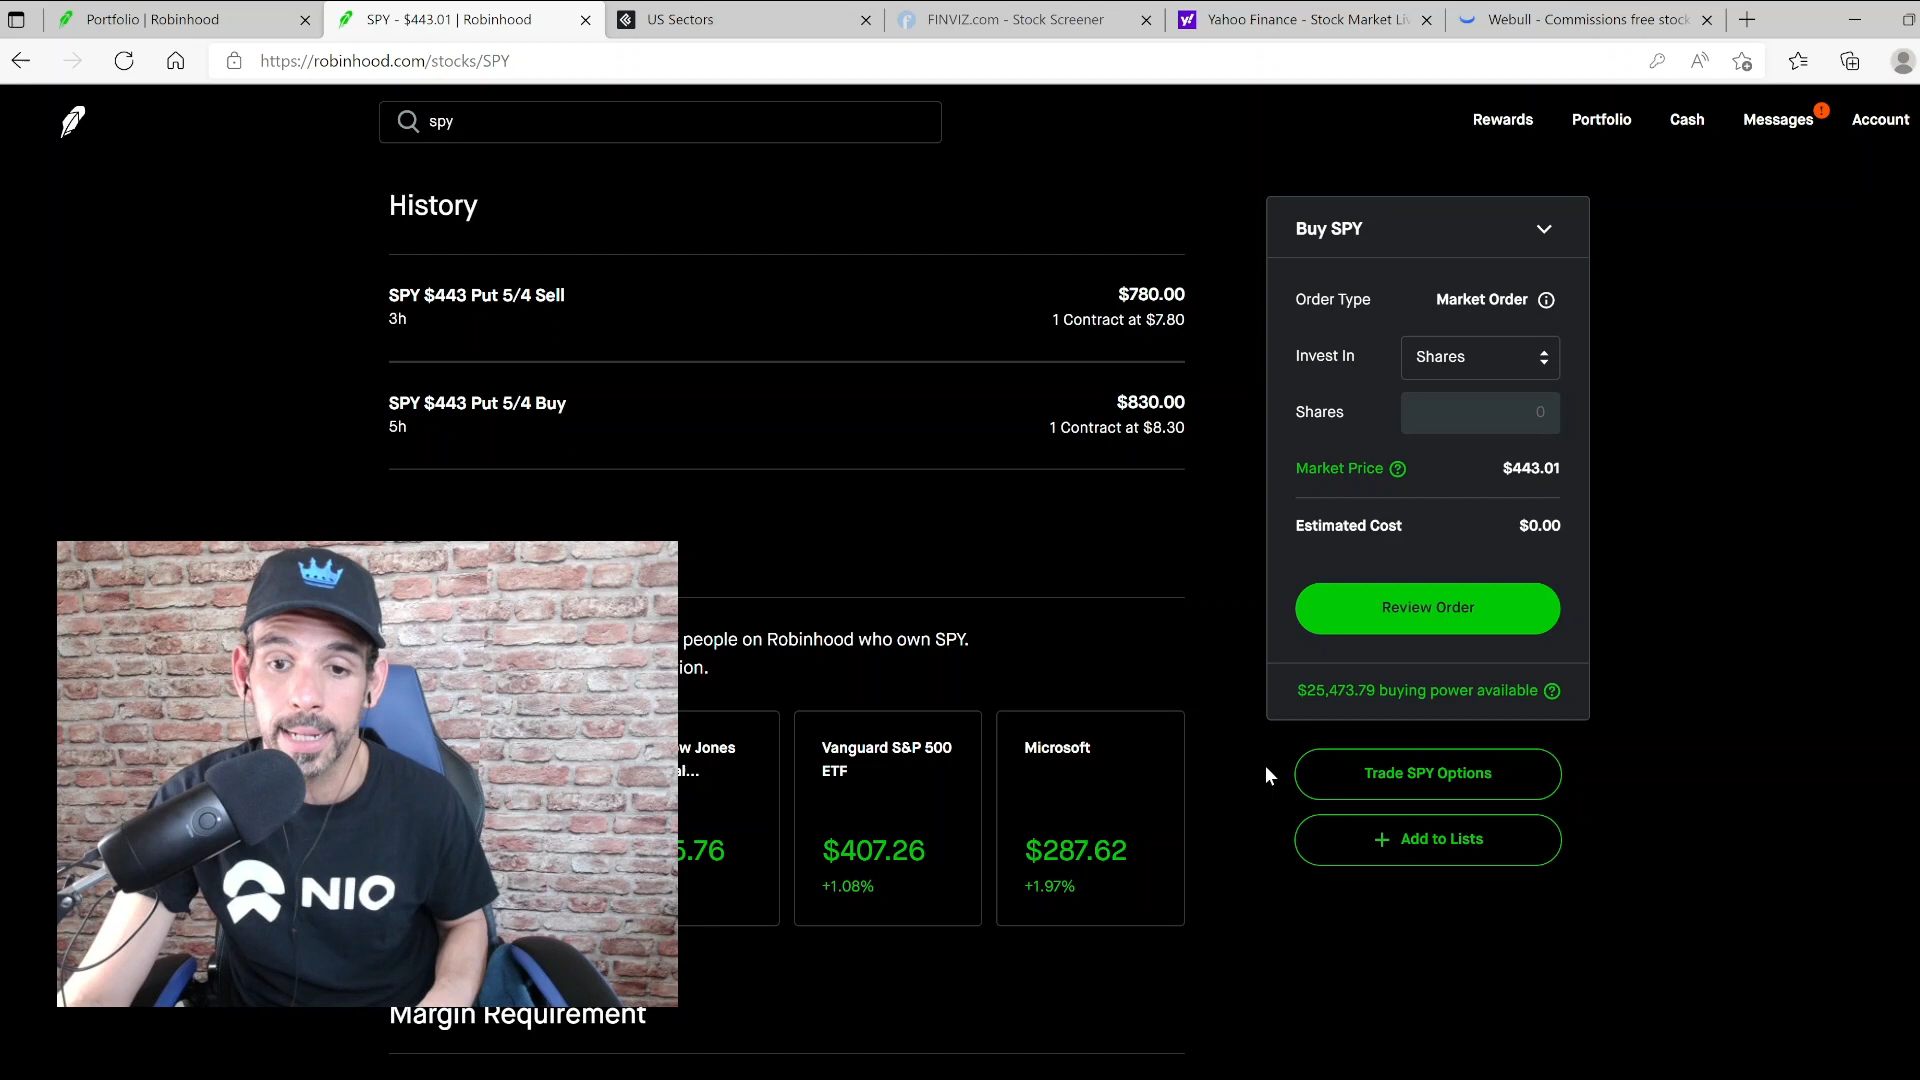 Portfolio | Robinhood
SPY - $443.01 | Robinhood
US Sectors
FINVIZ.com - Stock Screener
Yahoo Finance - Stock Market Li
Webull - Commissions free stock
https://robinhood.com/stocks/SPY
spy
Rewards
Portfolio
Cash
Messages
Account
History
SPY $443 Put 5/4 Sell
$780.00
3h
1 Contract at $7.80
SPY $443 Put 5/4 Buy
$830.00
5h
1 Contract at $8.30
people on Robinhood who own SPY.
ion.
ow Jones
al...
5.76
Vanguard S&P 500
ETF
$407.26
+1.08%
Microsoft
$287.62
+1.97%
Margin Requirement
Buy SPY
Order Type
Market Order
Invest In
Shares
Shares
0
Market Price
$443.01
Estimated Cost
$0.00
Review Order
$25,473.79 buying power available
Trade SPY Options
+ Add to Lists
NIO